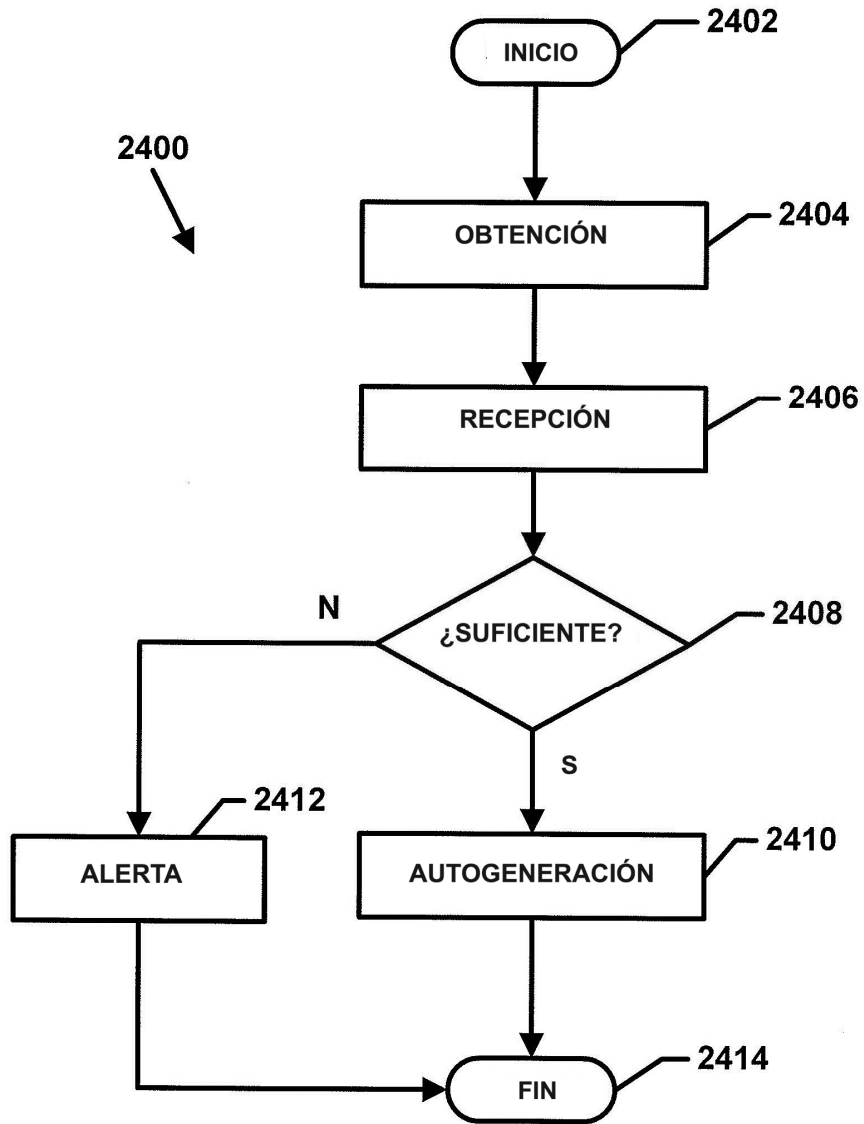 2402
INICIO
2400
2404
OBTENCIÓN
2406
RECEPCIÓN
N
¿SUFICIENTE?
2408
S
2412
ALERTA
2410
AUTOGENERACIÓN
2414
FIN